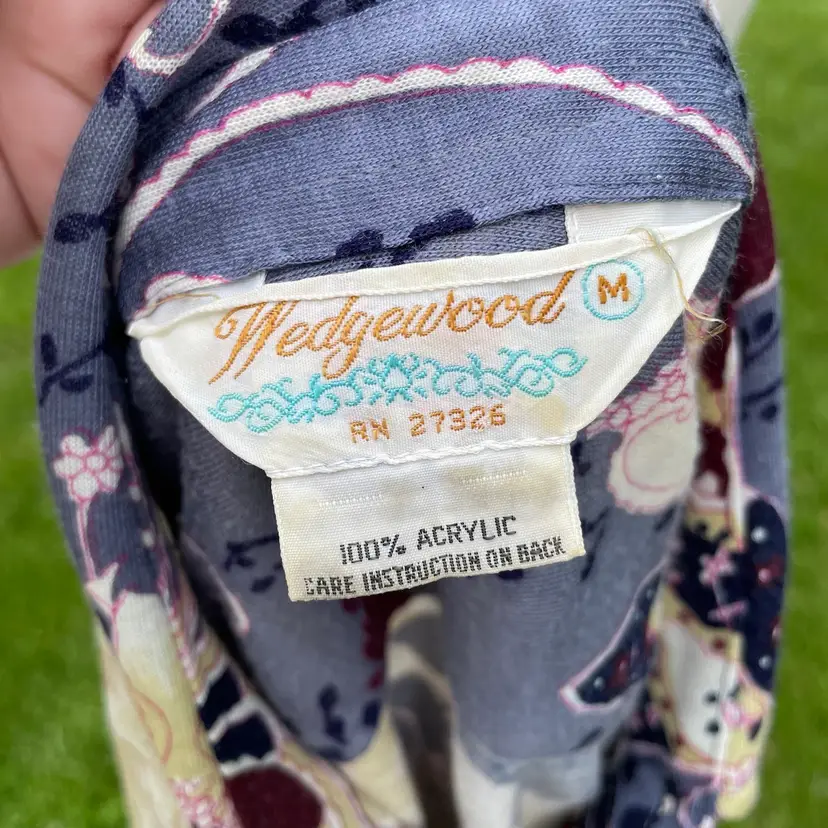 Wedgewood
M
RN 27326
100% ACRYLIC
CARE INSTRUCTION ON BACK